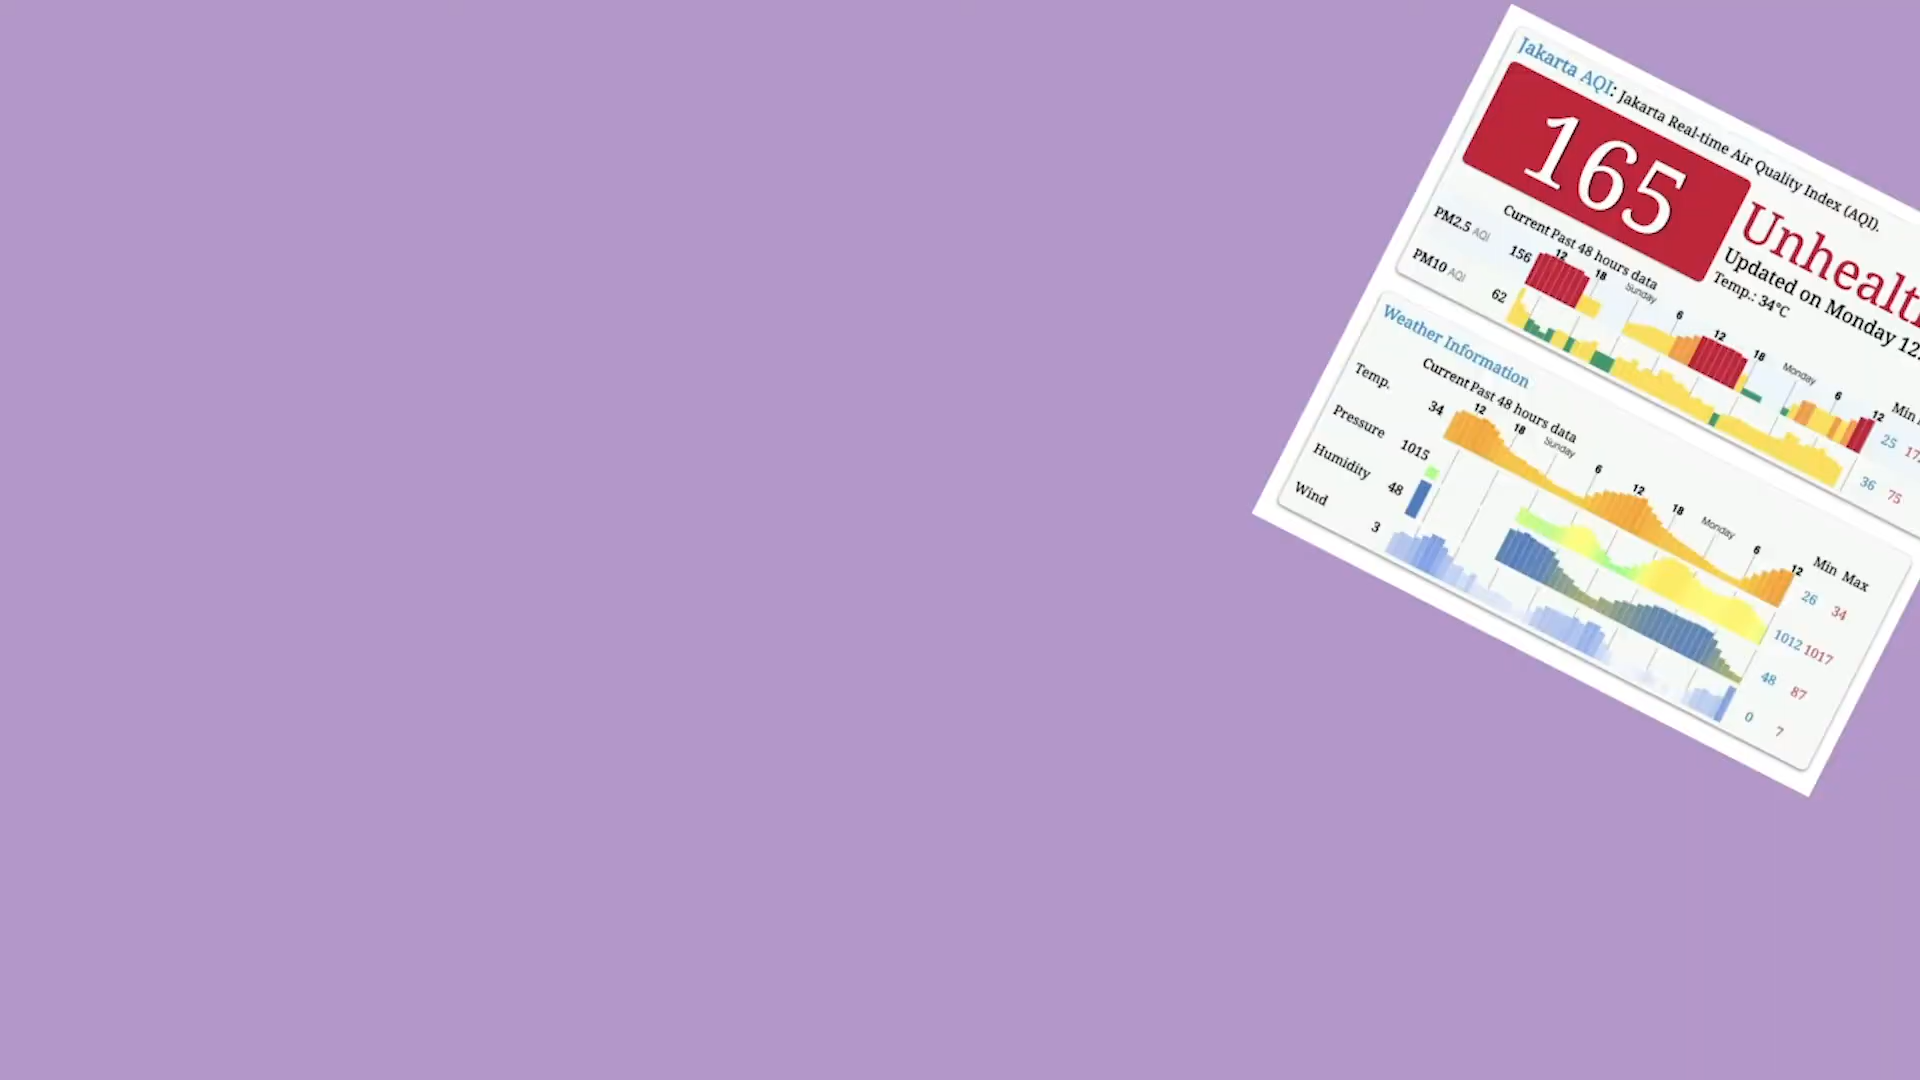 Jakarta AQI: Jakarta Real-time Air Quality Index (AQI).
165
Updated on Monday 12
Temp.: 34°C
Current Past 48 hours data
12 18 Sunday 6 12 18 Monday 6 12 Min
PM2.5 AQI 156 25
PM10 AQI 62 36 75
Weather Information
Current Past 48 hours data
12 18 Sunday 6 12 18 Monday 6 12 Min Max
Temp. 34 26 34
Pressure 1015 1012 1017
Humidity 48 48 87
Wind 3 0 7